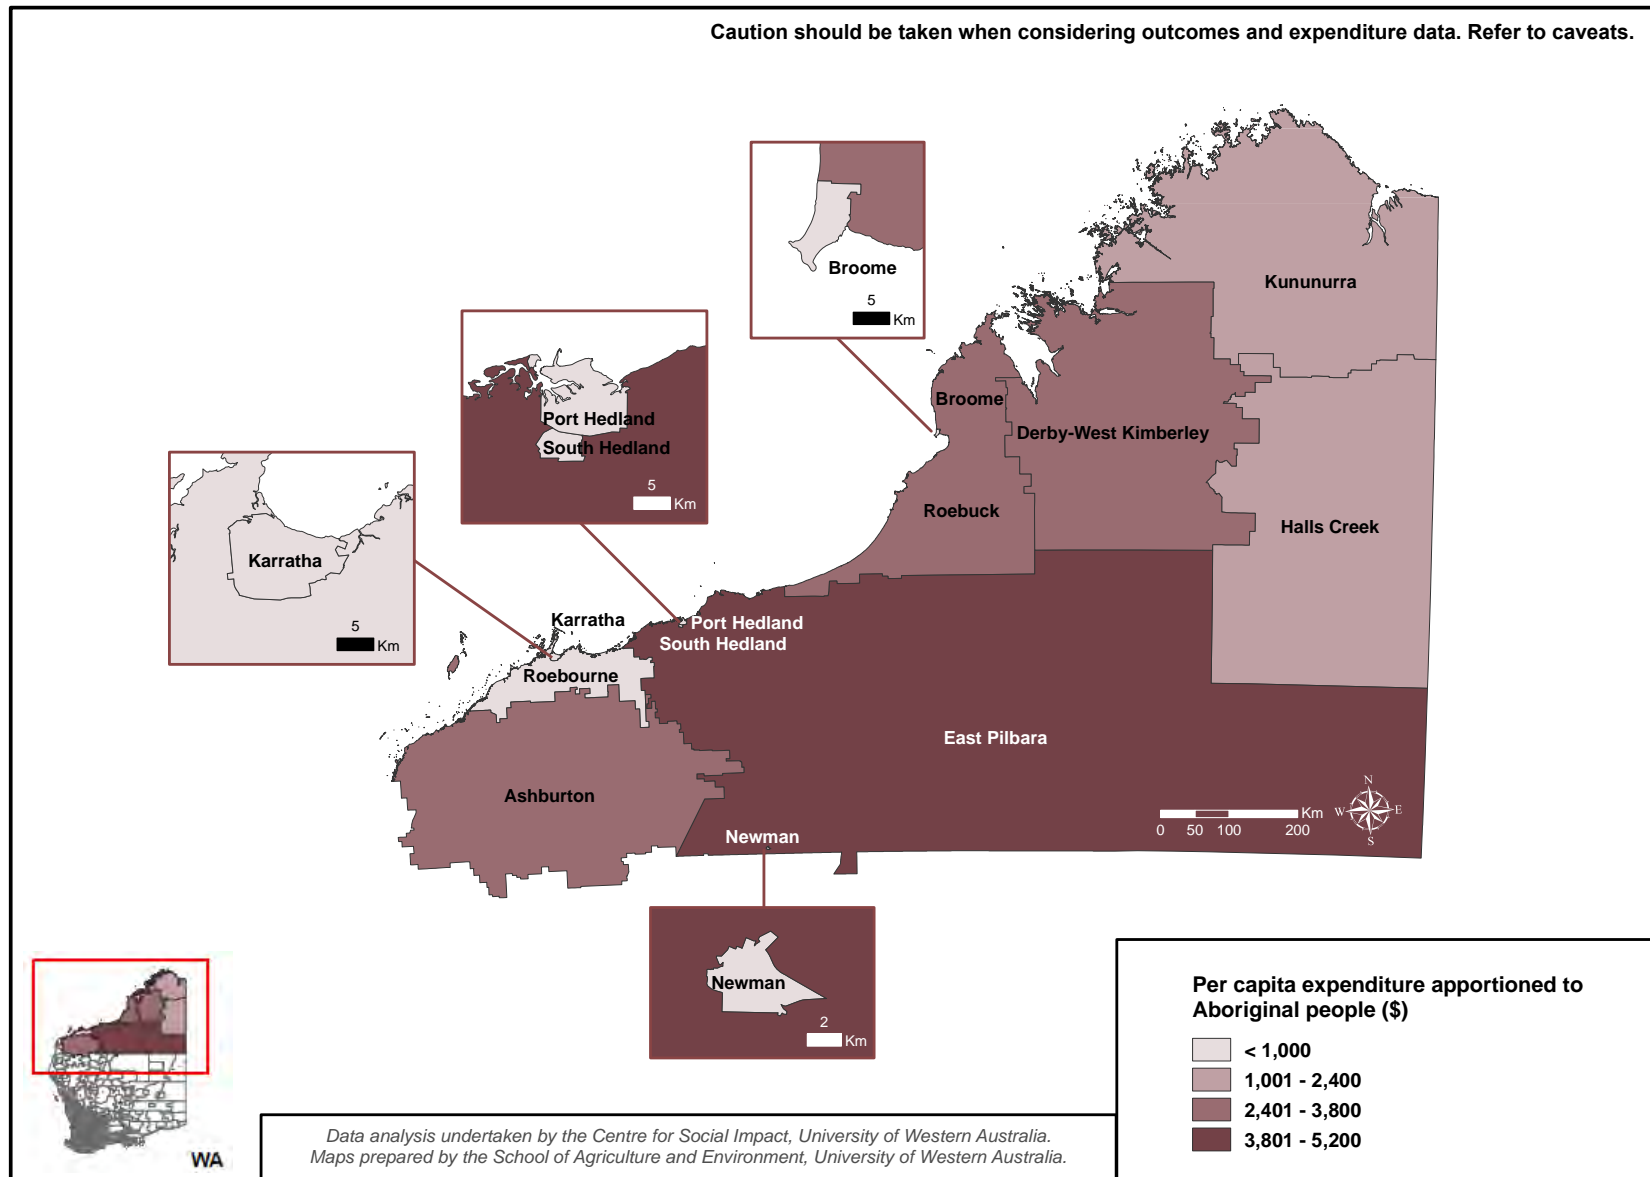 Caution should be taken when considering outcomes and expenditure data. Refer to caveats.
Broome
5
Km
Kununurra
Port Hedland
South Hedland
5
Km
Broome
Derby-West Kimberley
Karratha
5
Km
Roebuck
Halls Creek
Karratha
Port Hedland
South Hedland
Roebourne
East Pilbara
Ashburton
N
W
E
S
Km
0 50 100 200
Newman
Newman
2
Km
WA
Per capita expenditure apportioned to
Aboriginal people ($)
< 1,000
1,001 - 2,400
2,401 - 3,800
3,801 - 5,200
Data analysis undertaken by the Centre for Social Impact, University of Western Australia.
Maps prepared by the School of Agriculture and Environment, University of Western Australia.